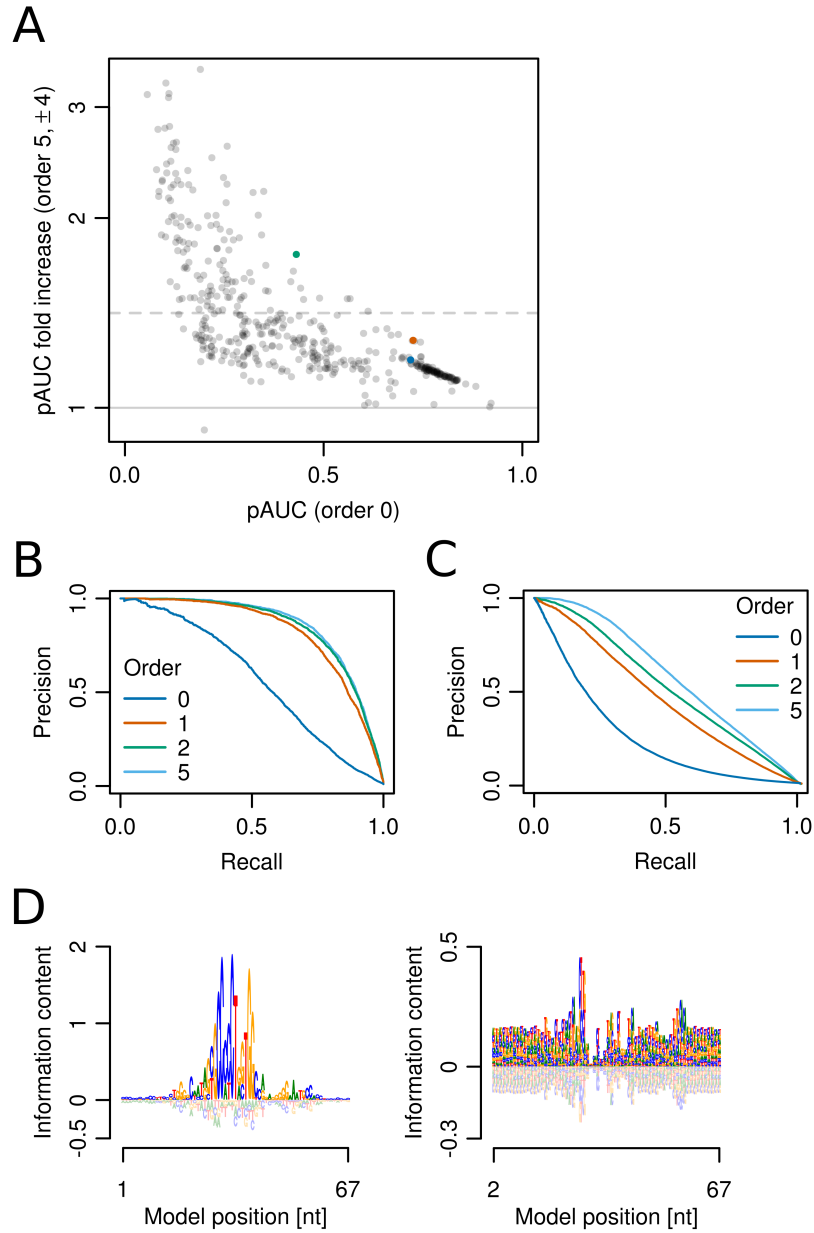 A
pAUC fold increase (order 5, ±4)
3
2
1
0.0 0.5 1.0
pAUC (order 0)
B
Precision
1.0
0.5
0.0
Order
0
1
2
5
0.0 0.5 1.0
Recall
C
Precision
1.0
0.5
0.0
Order
0
1
2
5
0.0 0.5 1.0
Recall
D
Information content
2
1
0
-0.5
1 67
Model position [nt]
Information content
0.5
0
-0.3
2 67
Model position [nt]